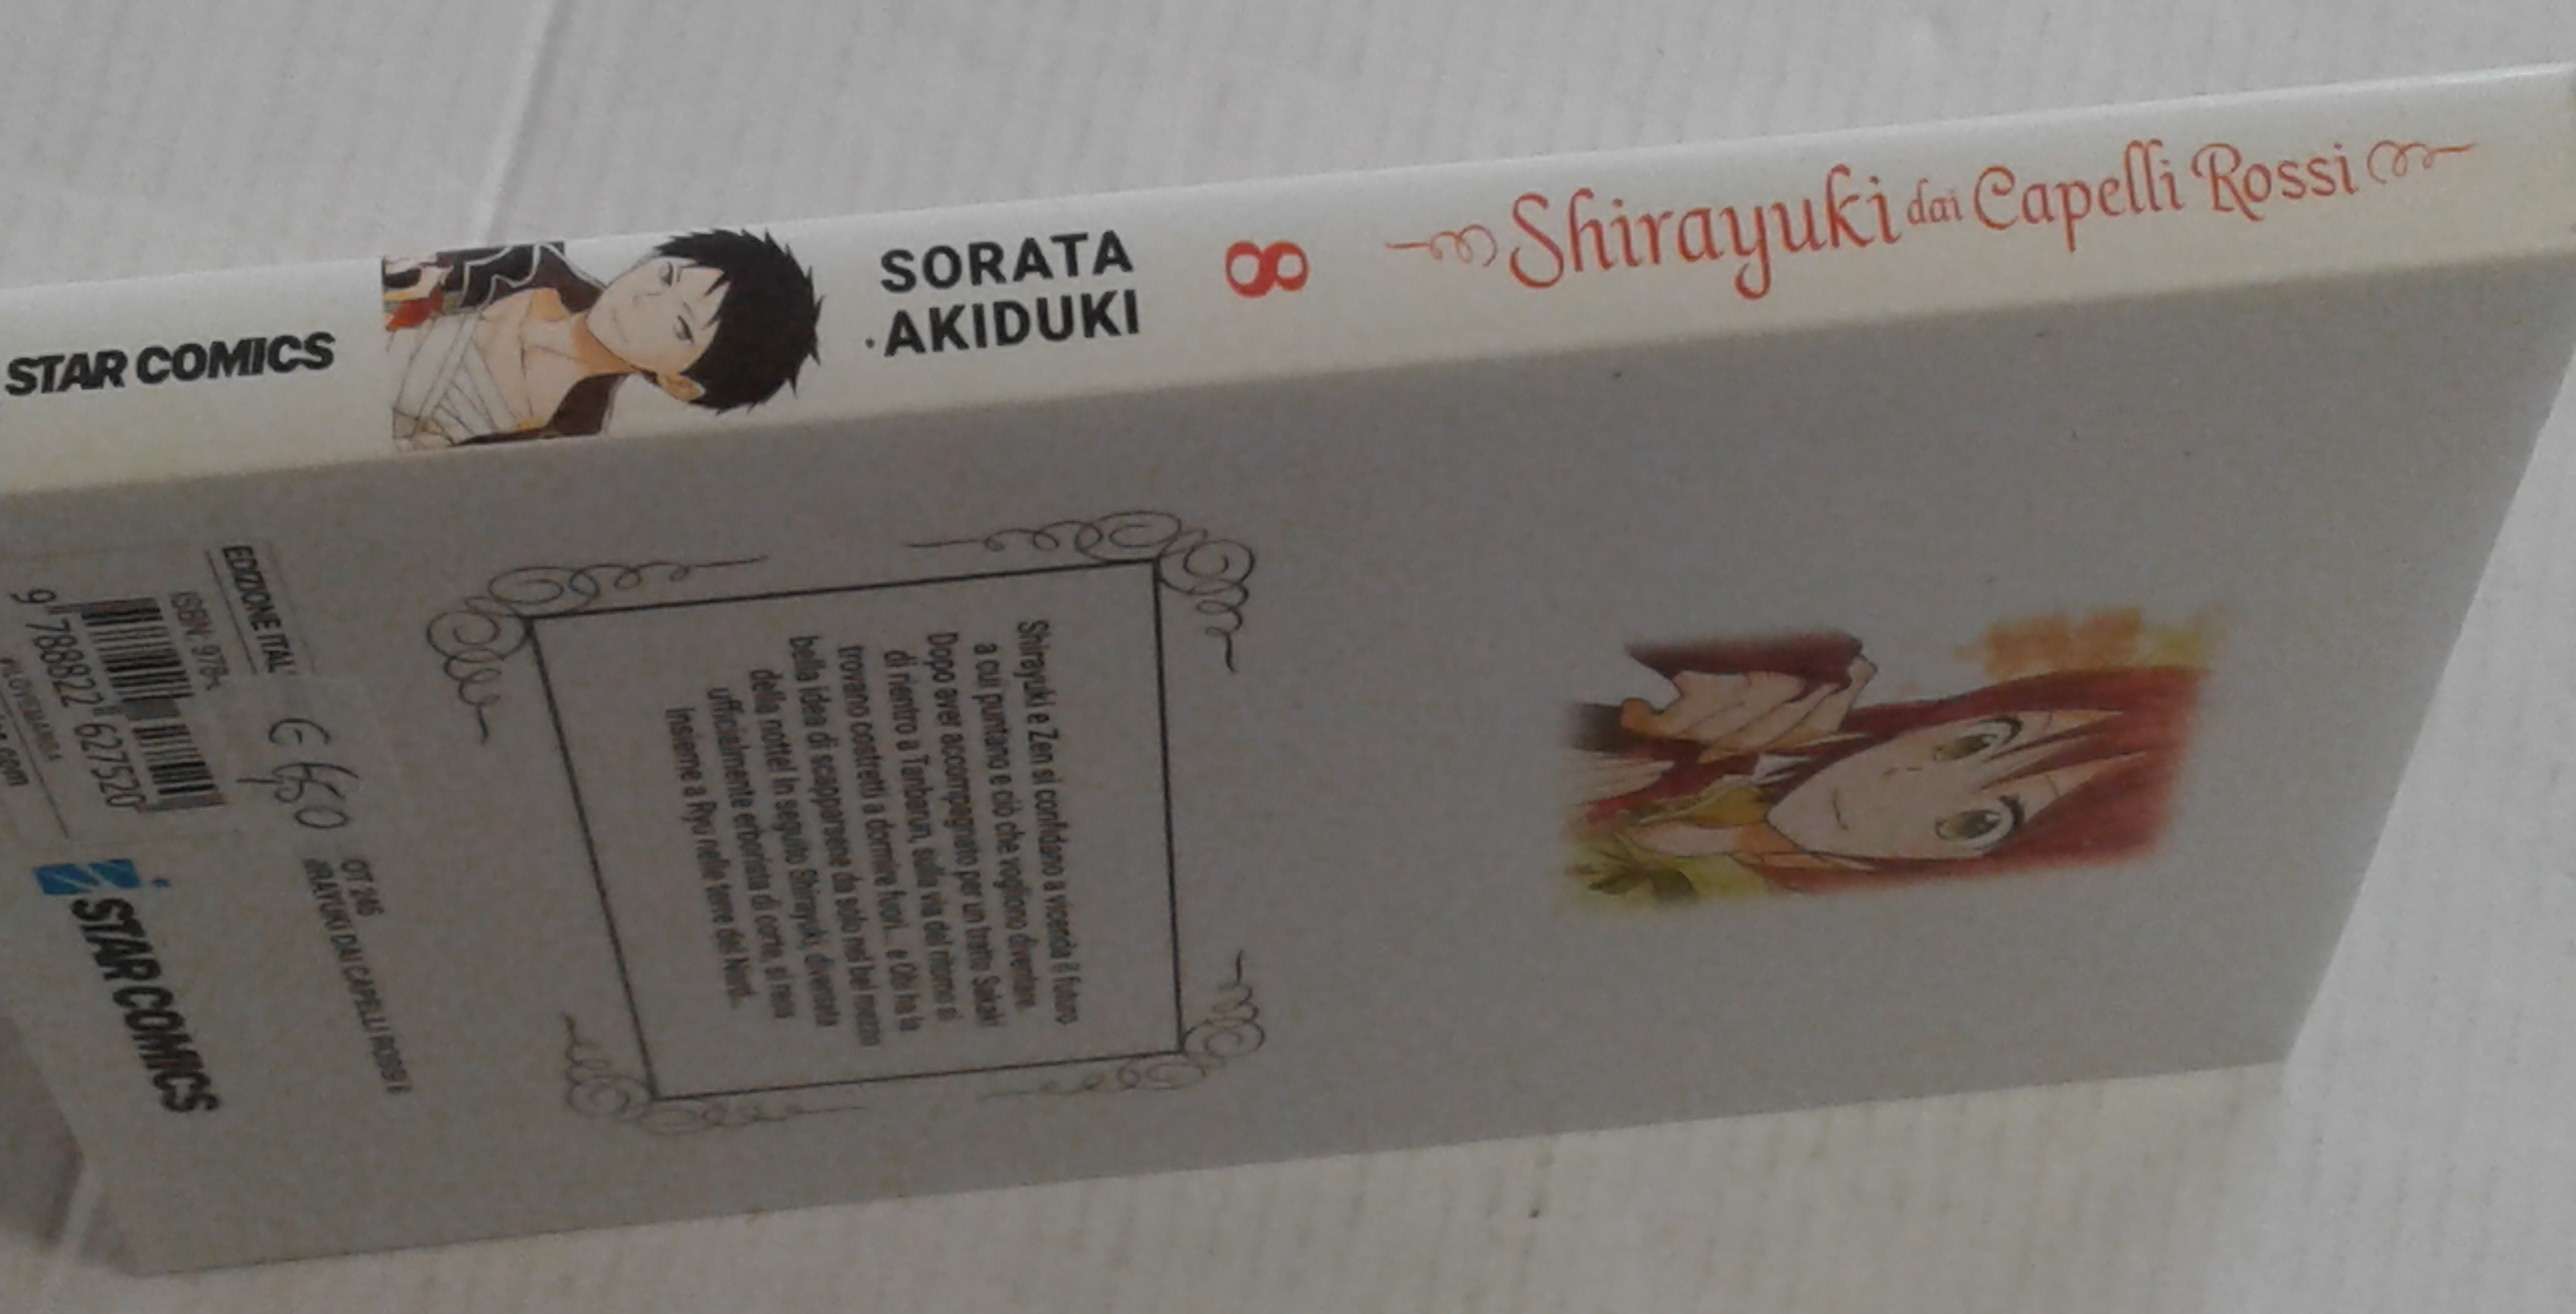 STAR COMICS
SORATA
AKIDUKI
8
Shirayuki dai Capelli Rossi
Shirayuki e Zen si confidano a vicenda il futuro
a cui puntano e ciò che vogliono diventare.
Dopo aver accompagnato per un tratto Sakaki
di rientro a Tanbarun, sulla via del ritorno si
trovano costretti a dormire fuori... e Obi ha la
bella idea di scapparsene da solo nel bel mezzo
della notte! In seguito Shirayuki, diventata
ufficialmente erborista di corte, si reca
insieme a Ryu nelle terre del Nord...
OT 246
IRAYUKI DAI CAPELLI ROSSI 8
EDIZIONE ITAL
ISBN 978-
9 788822 627520
STAR COMICS